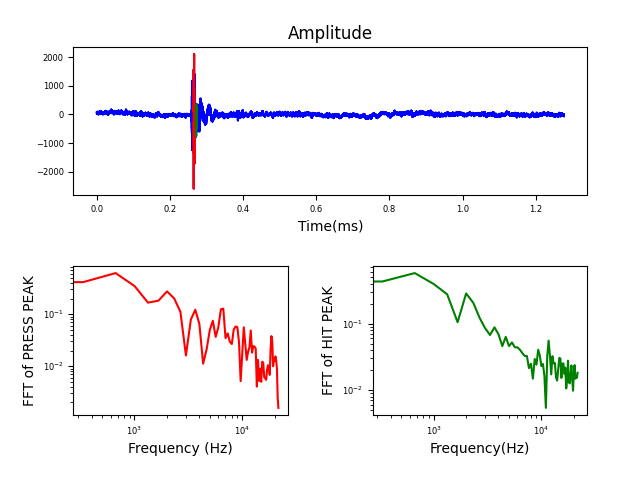 Amplitude
2000
1000
0
−1000
−2000
0.0 0.2 0.4 0.6 0.8 1.0 1.2
Time(ms)
FFT of PRESS PEAK
10⁻¹
10⁻²
10³ 10⁴
Frequency (Hz)
FFT of HIT PEAK
10⁻¹
10⁻²
10³ 10⁴
Frequency(Hz)